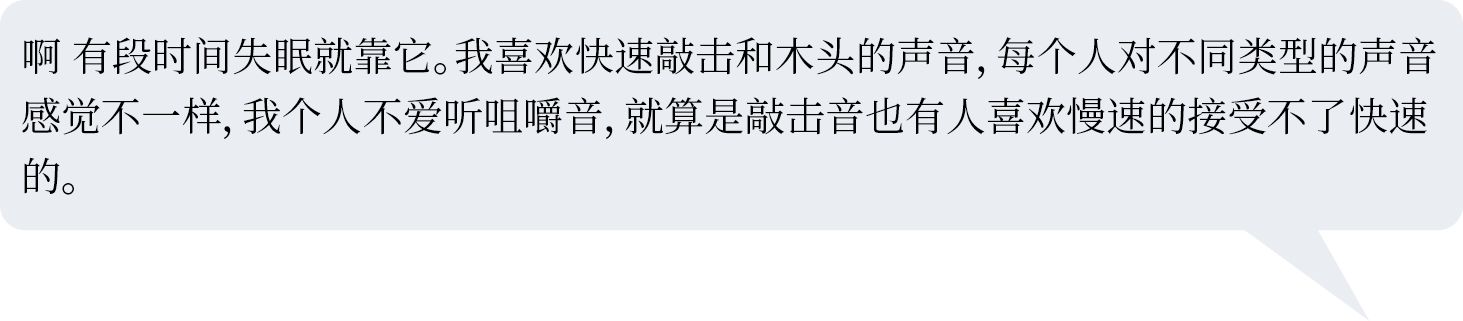 啊 有段时间失眠就靠它。我喜欢快速敲击和木头的声音, 每个人对不同类型的声音
感觉不一样, 我个人不爱听咀嚼音, 就算是敲击音也有人喜欢慢速的接受不了快速
的。